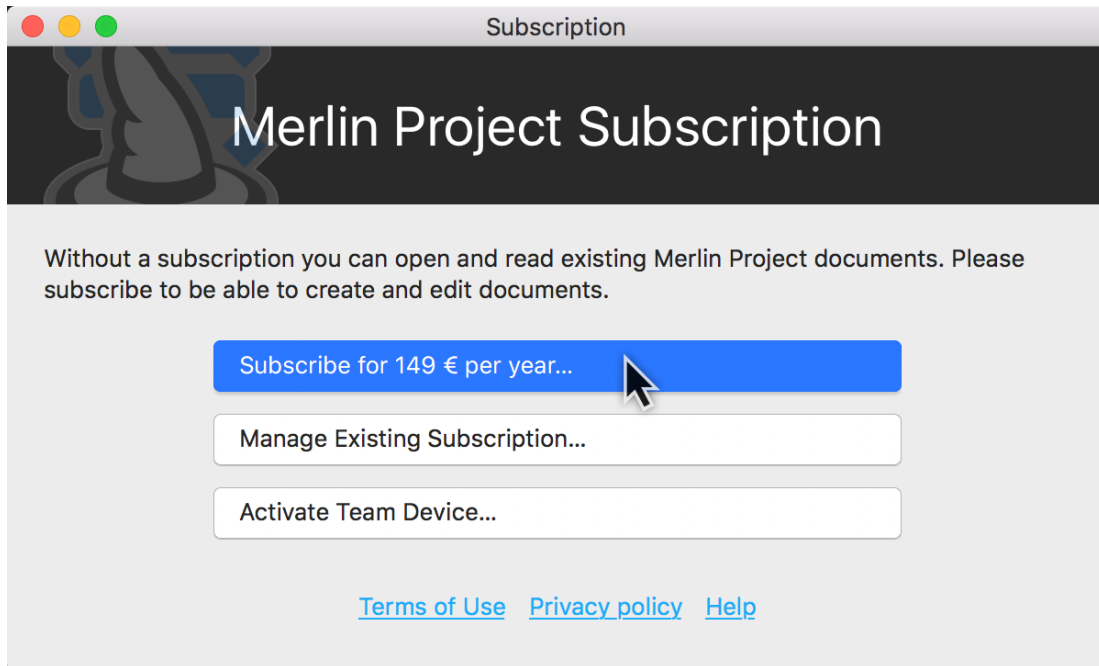 Subscription
Merlin Project Subscription
Without a subscription you can open and read existing Merlin Project documents. Please
subscribe to be able to create and edit documents.
Subscribe for 149 € per year...
Manage Existing Subscription...
Activate Team Device...
Terms of Use Privacy policy Help